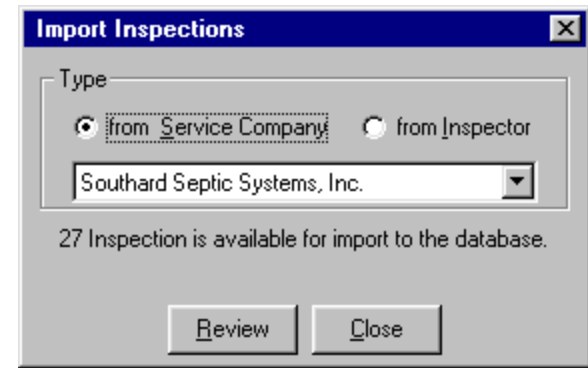 Import Inspections
Type
from Service Company
from Inspector
Southard Septic Systems, Inc.
27 Inspection is available for import to the database.
Review
Close